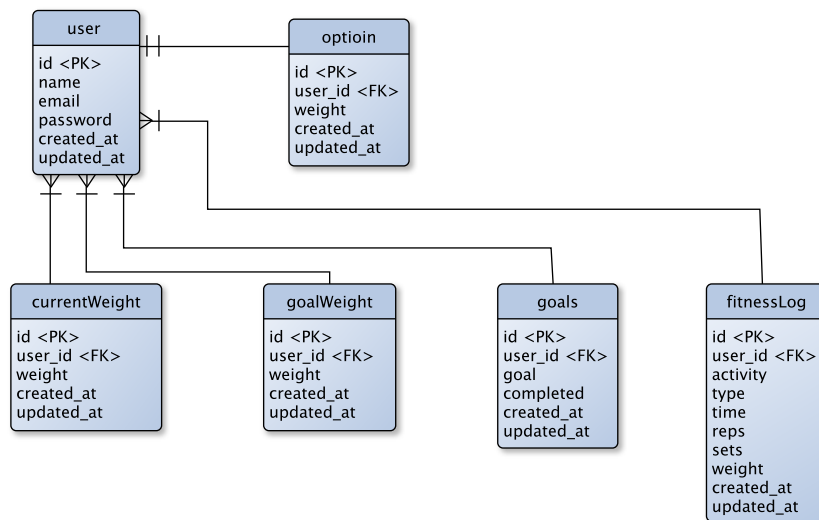 user
id <PK>
name
email
password
created_at
updated_at
optioin
id <PK>
user_id <FK>
weight
created_at
updated_at
currentWeight
id <PK>
user_id <FK>
weight
created_at
updated_at
goalWeight
id <PK>
user_id <FK>
weight
created_at
updated_at
goals
id <PK>
user_id <FK>
goal
completed
created_at
updated_at
fitnessLog
id <PK>
user_id <FK>
activity
type
time
reps
sets
weight
created_at
updated_at